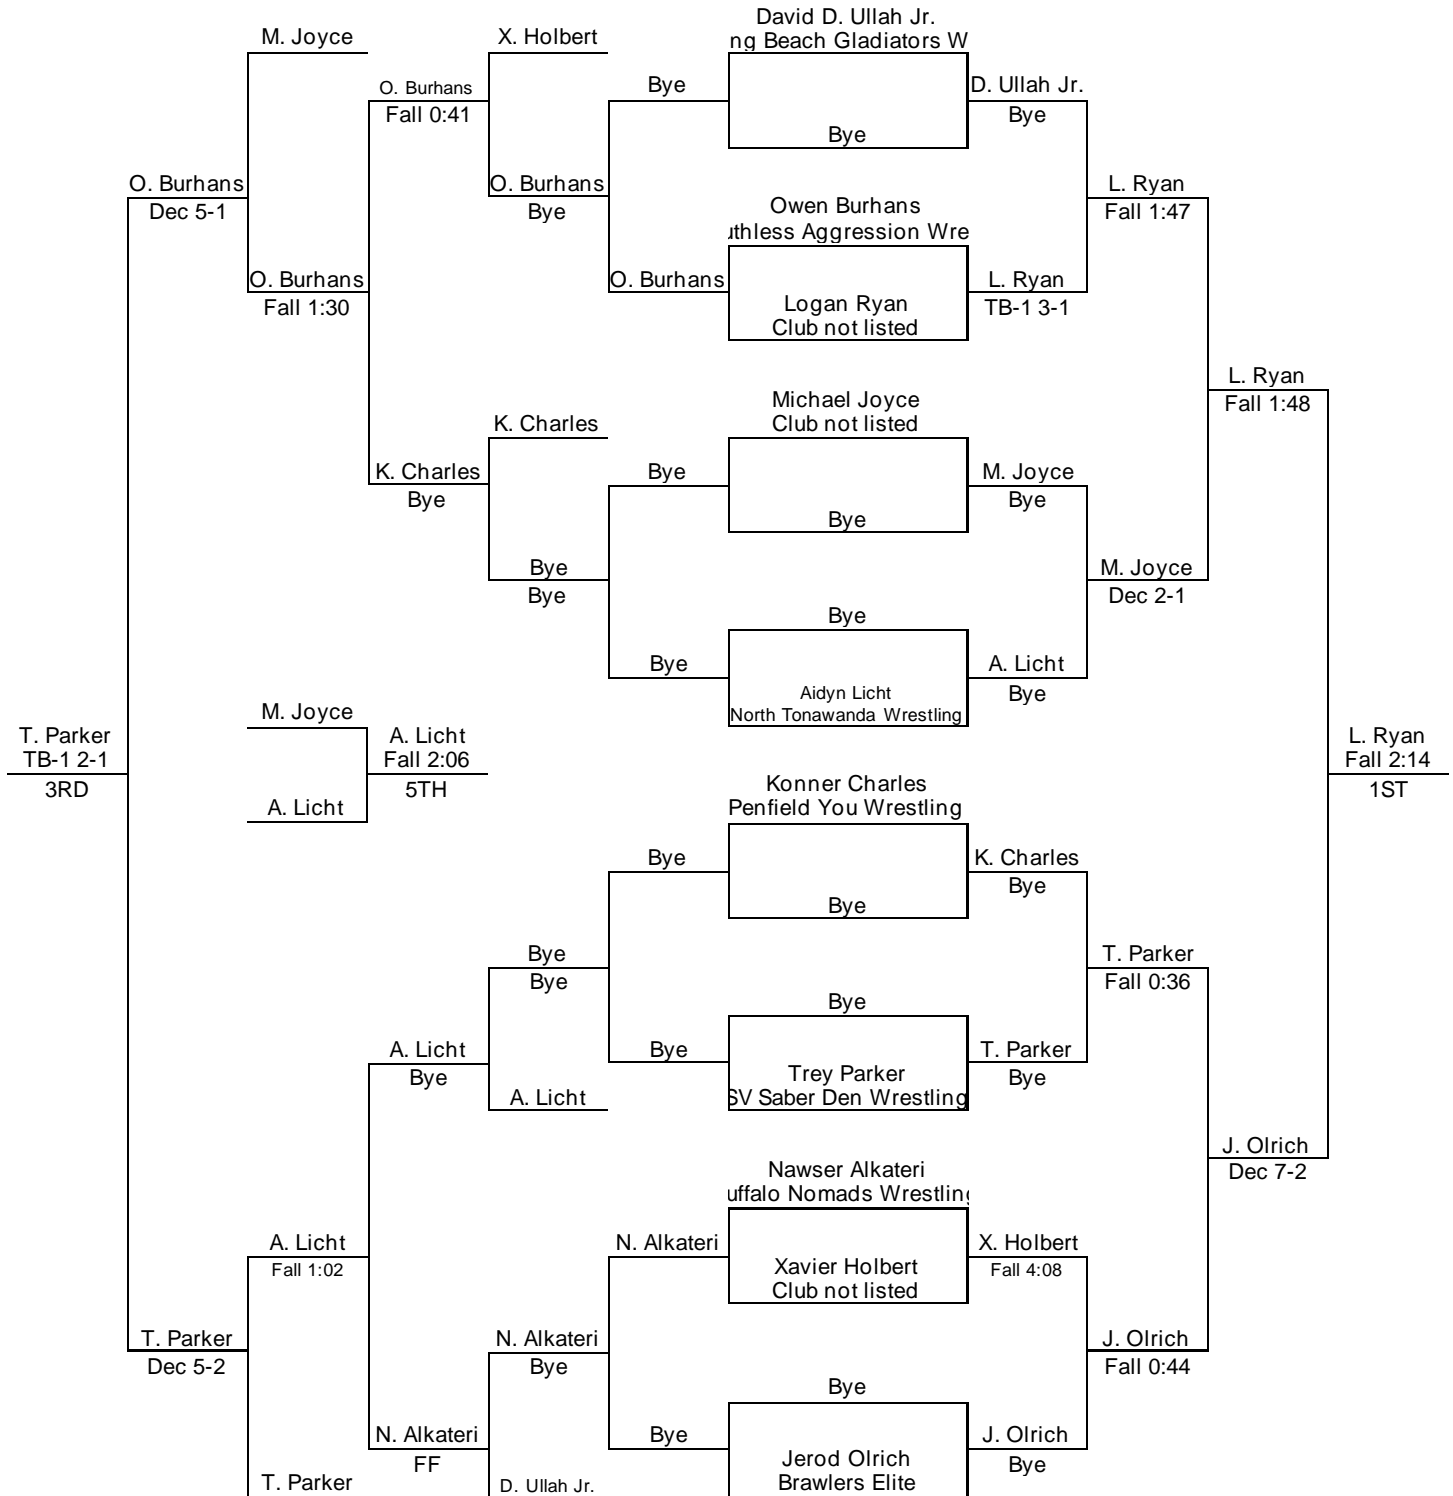 David D. Ullah Jr.
ng Beach Gladiators W
M. Joyce
X. Holbert
O. Burhans
Fall 0:41
Bye
D. Ullah Jr.
Bye
Bye
O. Burhans
Dec 5-1
O. Burhans
Bye
Owen Burhans
uthless Aggression Wre
L. Ryan
Fall 1:47
O. Burhans
Fall 1:30
O. Burhans
Logan Ryan
Club not listed
L. Ryan
TB-1 3-1
L. Ryan
Fall 1:48
Michael Joyce
Club not listed
K. Charles
K. Charles
Bye
Bye
M. Joyce
Bye
Bye
Bye
Bye
M. Joyce
Dec 2-1
Bye
Bye
A. Licht
Bye
Aidyn Licht
North Tonawanda Wrestling
M. Joyce
T. Parker
TB-1 2-1
3RD
A. Licht
Fall 2:06
5TH
L. Ryan
Fall 2:14
1ST
A. Licht
Konner Charles
Penfield You Wrestling
Bye
K. Charles
Bye
Bye
Bye
Bye
T. Parker
Fall 0:36
Bye
A. Licht
Bye
Bye
T. Parker
Bye
Trey Parker
SV Saber Den Wrestling
A. Licht
J. Olrich
Dec 7-2
Nawser Alkateri
uffalo Nomads Wrestling
A. Licht
Fall 1:02
N. Alkateri
Xavier Holbert
Club not listed
X. Holbert
Fall 4:08
T. Parker
Dec 5-2
N. Alkateri
Bye
J. Olrich
Fall 0:44
Bye
N. Alkateri
FF
Bye
J. Olrich
Bye
Jerod Olrich
Brawlers Elite
T. Parker
D. Ullah Jr.